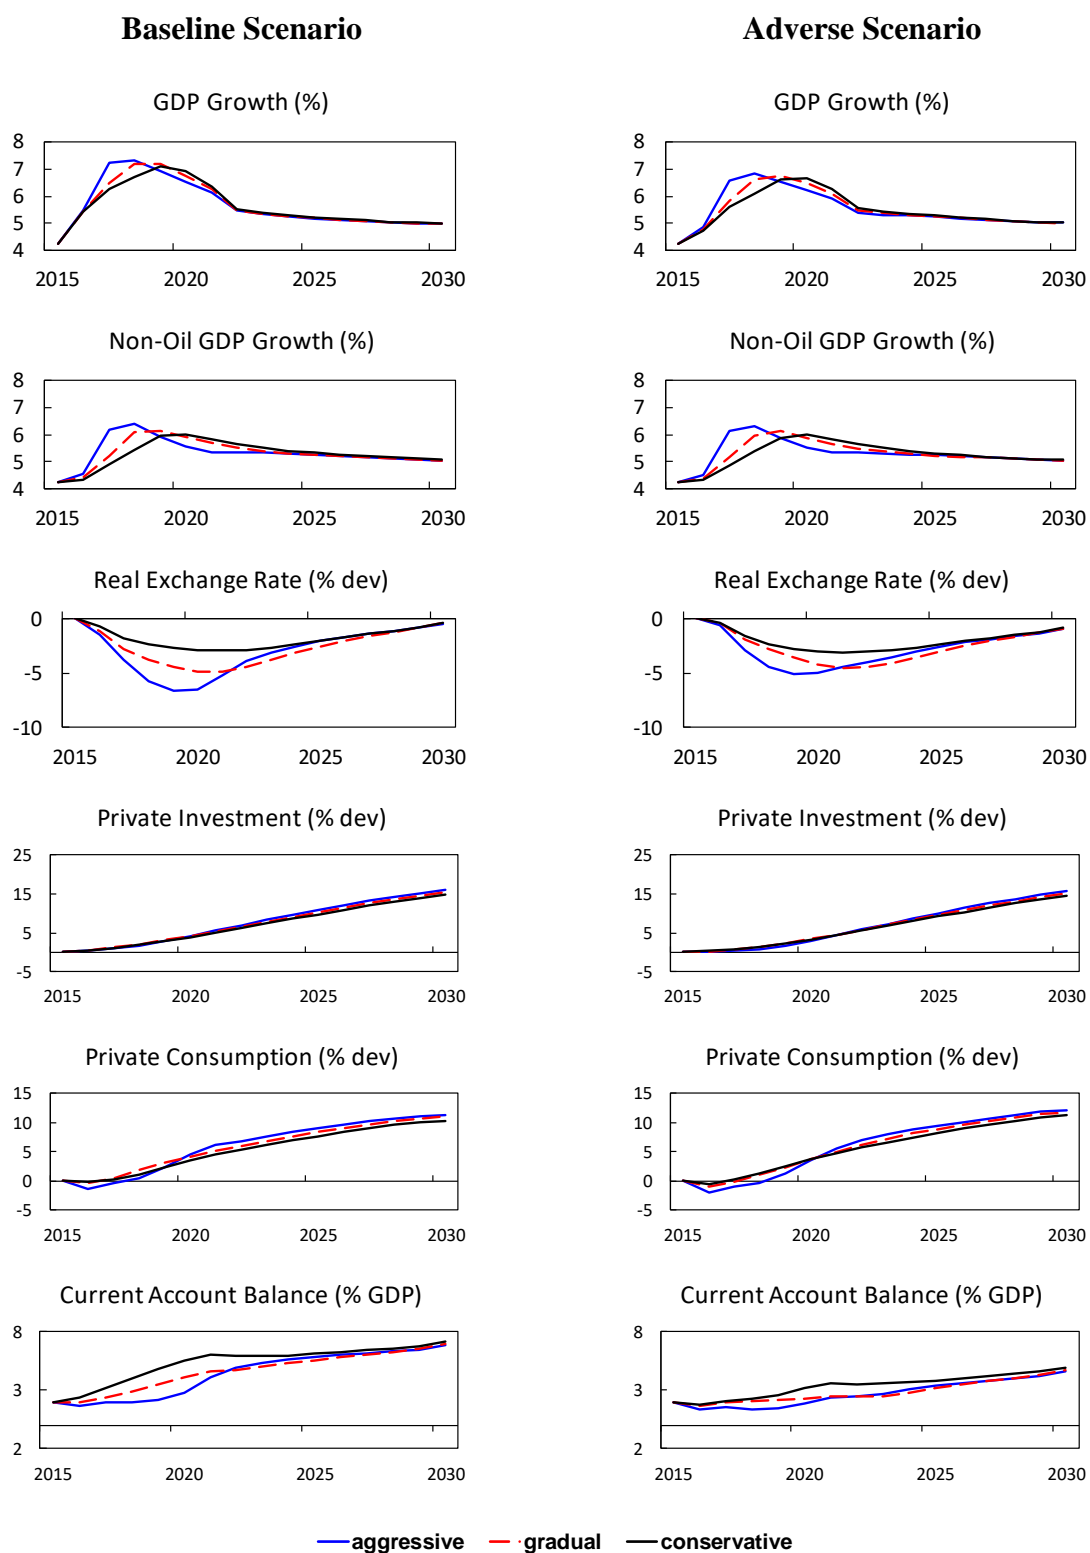 Baseline Scenario
Adverse Scenario
GDP Growth (%)
8
7
6
5
4
2015 2020 2025 2030
GDP Growth (%)
8
7
6
5
4
2015 2020 2025 2030
Non-Oil GDP Growth (%)
8
7
6
5
4
2015 2020 2025 2030
Non-Oil GDP Growth (%)
8
7
6
5
4
2015 2020 2025 2030
Real Exchange Rate (% dev)
0
-5
-10
2015 2020 2025 2030
Real Exchange Rate (% dev)
0
-5
-10
2015 2020 2025 2030
Private Investment (% dev)
25
15
5
-5
2015 2020 2025 2030
Private Investment (% dev)
25
15
5
-5
2015 2020 2025 2030
Private Consumption (% dev)
15
10
5
0
-5
2015 2020 2025 2030
Private Consumption (% dev)
15
10
5
0
-5
2015 2020 2025 2030
Current Account Balance (% GDP)
8
3
2
2015 2020 2025 2030
Current Account Balance (% GDP)
8
3
2
2015 2020 2025 2030
aggressive gradual conservative